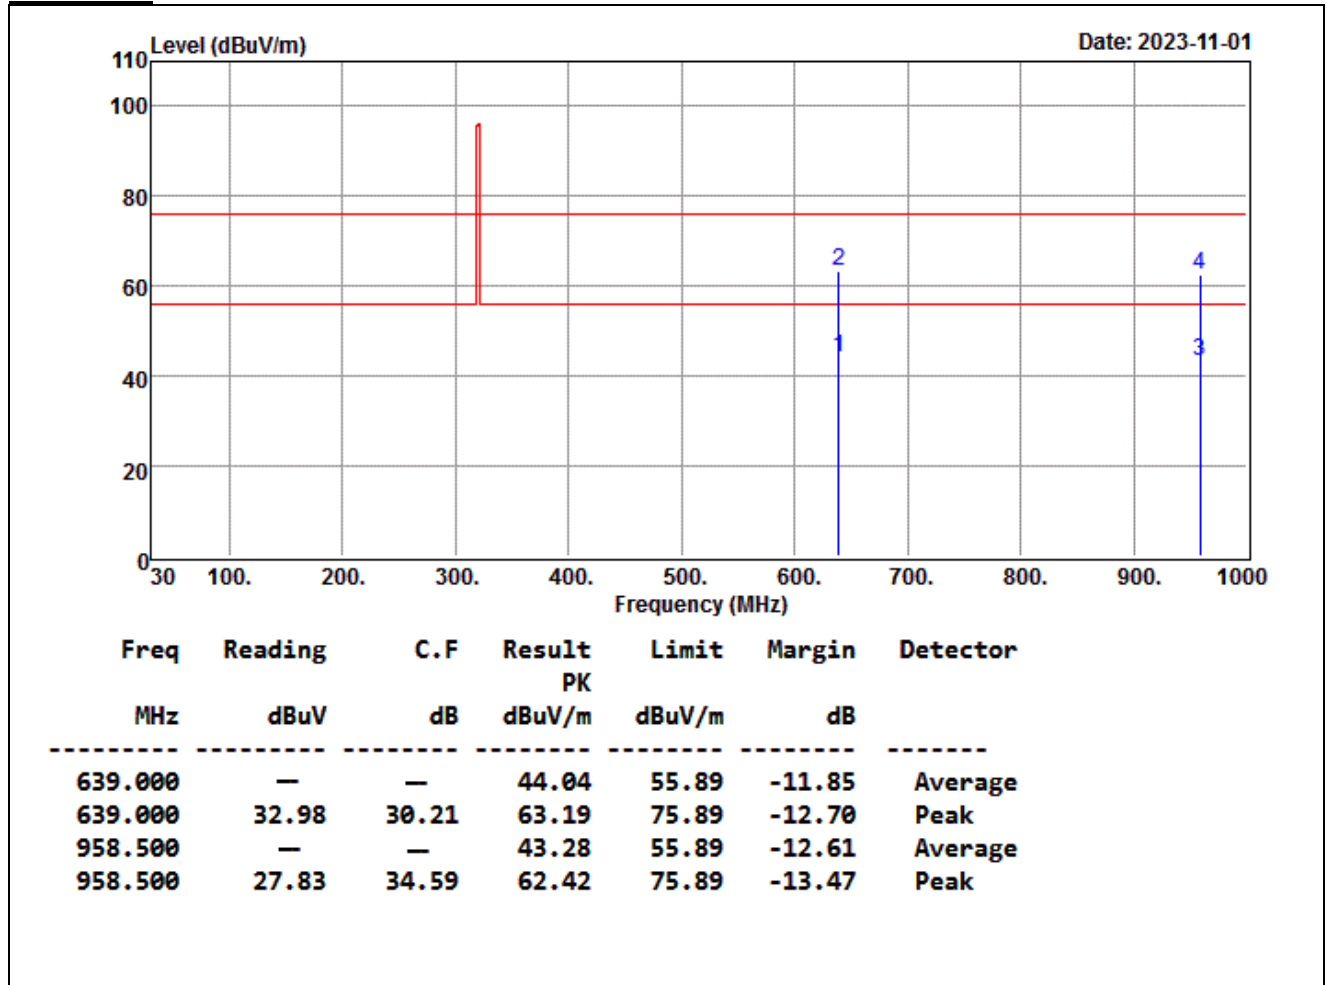 Level (dBuV/m) Date: 2023-11-01
110
100
80
2
4
60
1
3
40
20
0
30 100. 200. 300. 400. 500. 600. 700. 800. 900. 1000
Frequency (MHz)
Freq Reading C.F Result Limit Margin Detector
PK
MHz dBuV dB dBuV/m dBuV/m dB
--------- --------- -------- -------- -------- -------- -------
639.000 — — 44.04 55.89 -11.85 Average
639.000 32.98 30.21 63.19 75.89 -12.70 Peak
958.500 — — 43.28 55.89 -12.61 Average
958.500 27.83 34.59 62.42 75.89 -13.47 Peak